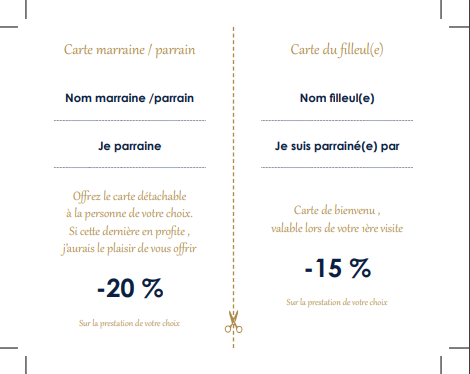 Carte marraine / parrain
Nom marraine /parrain
Je parraine
Offrez le carte détachable
à la personne de votre choix.
Si cette dernière en profite ,
j'aurais le plaisir de vous offrir
-20 %
Sur la prestation de votre choix
Carte du filleul(e)
Nom filleul(e)
Je suis parrainé(e) par
Carte de bienvenu ,
valable lors de votre 1ère visite
-15 %
Sur la prestation de votre choix